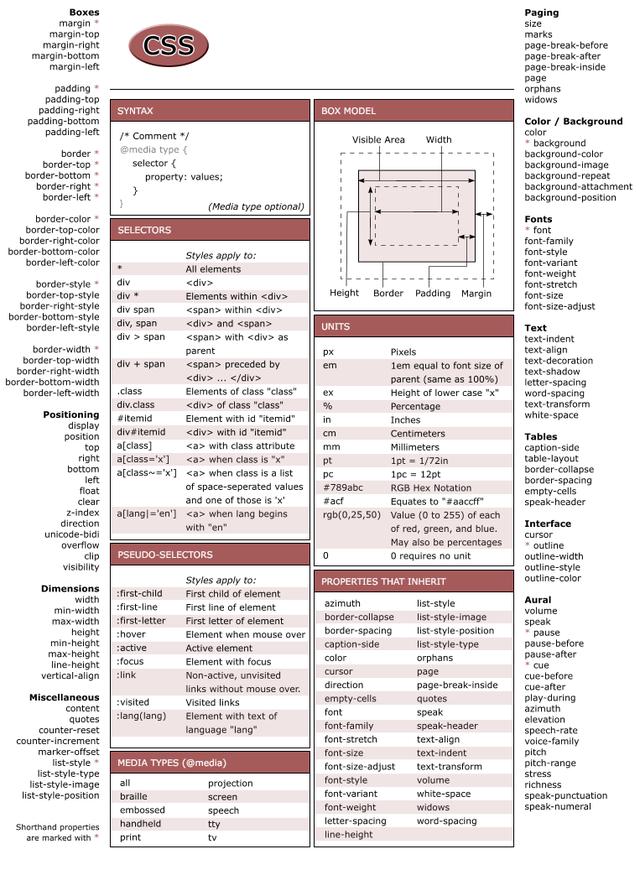 Boxes
margin *
margin-top
margin-right
margin-bottom
margin-left
padding *
padding-top
padding-right
padding-bottom
padding-left
border *
border-top *
border-bottom *
border-right *
border-left *
border-color *
border-top-color
border-right-color
border-bottom-color
border-left-color
border-style *
border-top-style
border-right-style
border-bottom-style
border-left-style
border-width *
border-top-width
border-right-width
border-bottom-width
border-left-width
Positioning
display
position
top
right
bottom
left
float
clear
z-index
direction
unicode-bidi
overflow
clip
visibility
Dimensions
width
min-width
max-width
height
min-height
max-height
line-height
vertical-align
Miscellaneous
content
quotes
counter-reset
counter-increment
marker-offset
list-style *
list-style-type
list-style-image
list-style-position
Shorthand properties
are marked with *
CSS
SYNTAX
/* Comment */
@media type {
selector {
property: values;
}
}
(Media type optional)
SELECTORS
Styles apply to:
* All elements
div <div>
div * Elements within <div>
div span <span> within <div>
div, span <div> and <span>
div > span <span> with <div> as
parent
div + span <span> preceded by
<div> ... </div>
.class Elements of class "class"
div.class <div> of class "class"
#itemid Element with id "itemid"
div#itemid <div> with id "itemid"
a[class] <a> with class attribute
a[class='x'] <a> when class is "x"
a[class~='x'] <a> when class is a list
of space-seperated values
and one of those is 'x'
a[lang|='en'] <a> when lang begins
with "en"
PSEUDO-SELECTORS
Styles apply to:
:first-child First child of element
:first-line First line of element
:first-letter First letter of element
:hover Element when mouse over
:active Active element
:focus Element with focus
:link Non-active, unvisited
links without mouse over.
:visited Visited links
:lang(lang) Element with text of
language "lang"
MEDIA TYPES (@media)
all projection
braille screen
embossed speech
handheld tty
print tv
BOX MODEL
Visible Area Width
Height Border Padding Margin
UNITS
px Pixels
em 1em equal to font size of
parent (same as 100%)
ex Height of lower case "x"
% Percentage
in Inches
cm Centimeters
mm Millimeters
pt 1pt = 1/72in
pc 1pc = 12pt
#789abc RGB Hex Notation
#acf Equates to "#aaccff"
rgb(0,25,50) Value (0 to 255) of each
of red, green, and blue.
May also be percentages
0 0 requires no unit
PROPERTIES THAT INHERIT
azimuth list-style
border-collapse list-style-image
border-spacing list-style-position
caption-side list-style-type
color orphans
cursor page
direction page-break-inside
empty-cells quotes
font speak
font-family speak-header
font-stretch text-align
font-size text-indent
font-size-adjust text-transform
font-style volume
font-variant white-space
font-weight widows
letter-spacing word-spacing
line-height
Paging
size
marks
page-break-before
page-break-after
page-break-inside
page
orphans
widows
Color / Background
color
* background
background-color
background-image
background-repeat
background-attachment
background-position
Fonts
* font
font-family
font-style
font-variant
font-weight
font-stretch
font-size
font-size-adjust
Text
text-indent
text-align
text-decoration
text-shadow
letter-spacing
word-spacing
text-transform
white-space
Tables
caption-side
table-layout
border-collapse
border-spacing
empty-cells
speak-header
Interface
cursor
* outline
outline-width
outline-style
outline-color
Aural
volume
speak
* pause
pause-before
pause-after
* cue
cue-before
cue-after
play-during
azimuth
elevation
speech-rate
voice-family
pitch
pitch-range
stress
richness
speak-punctuation
speak-numeral